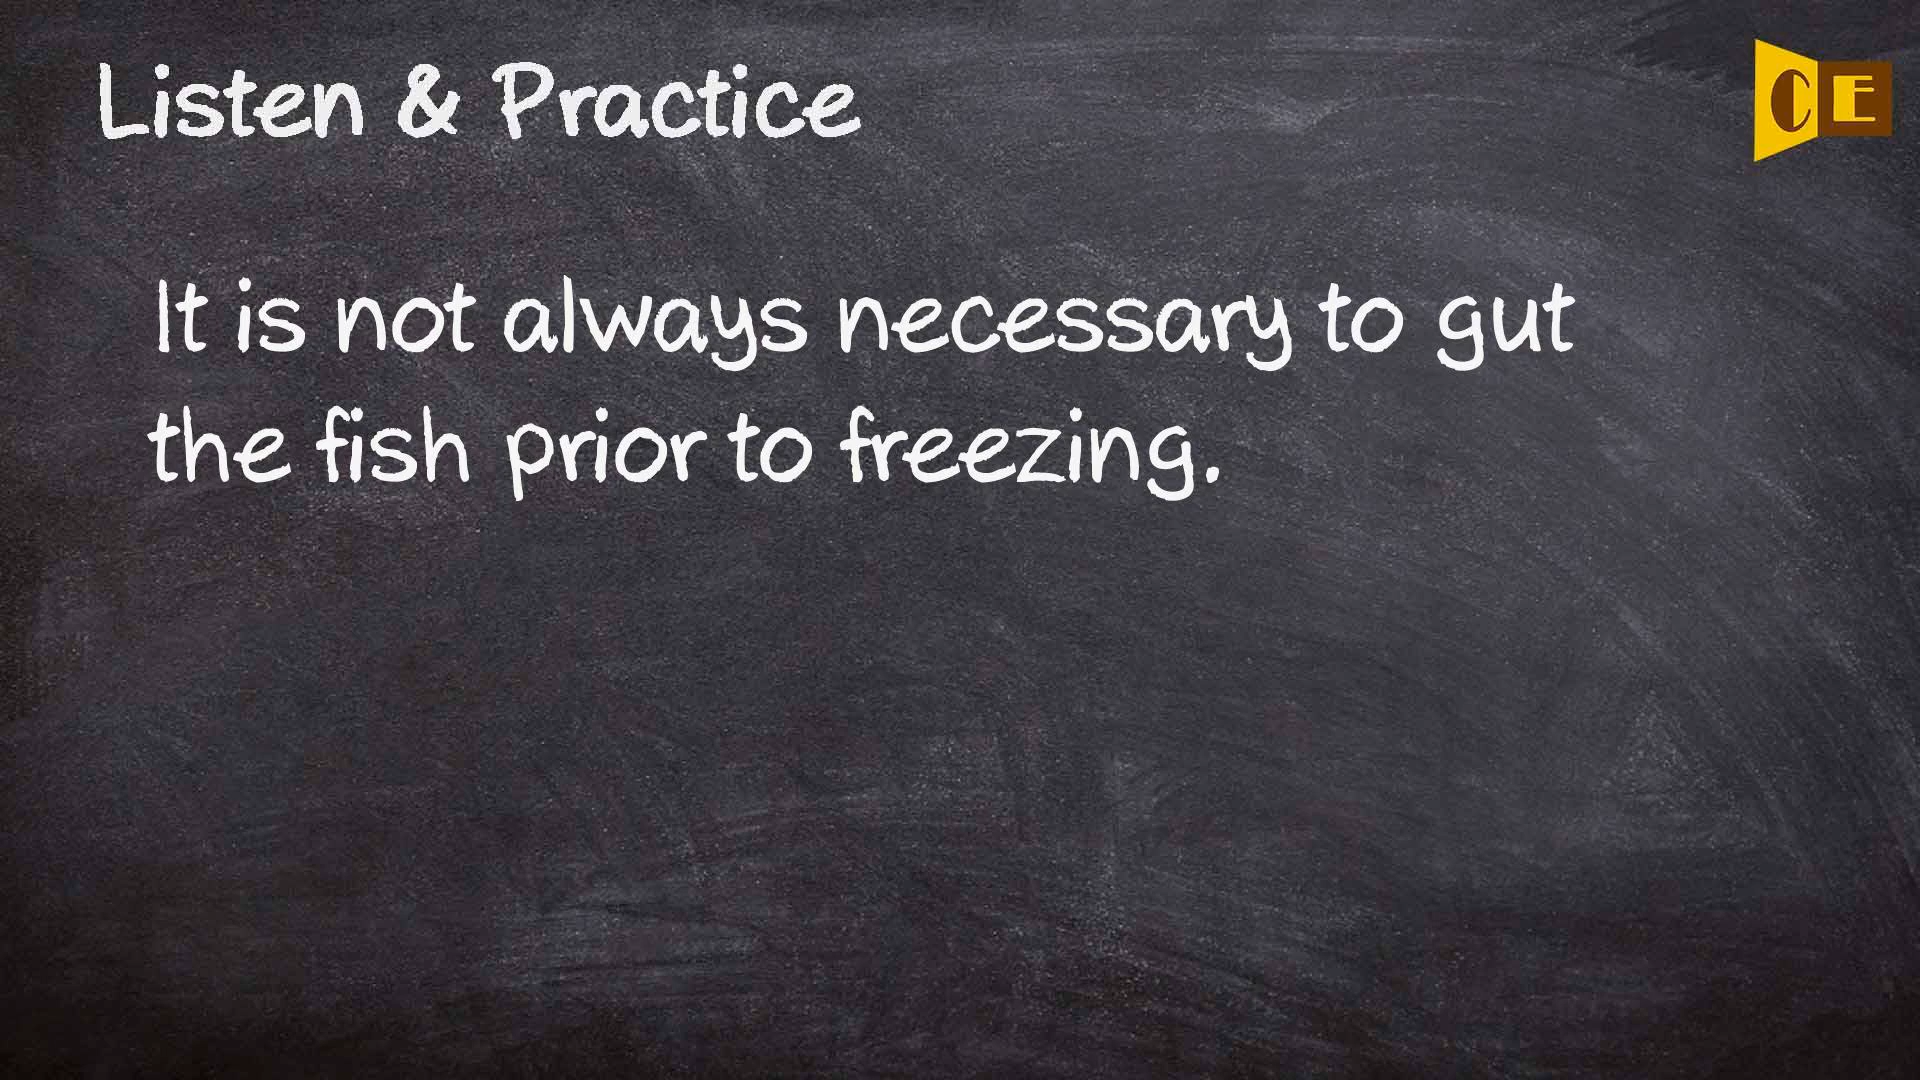 Listen & Practice
CE
It is not always necessary to gut
the fish prior to freezing.